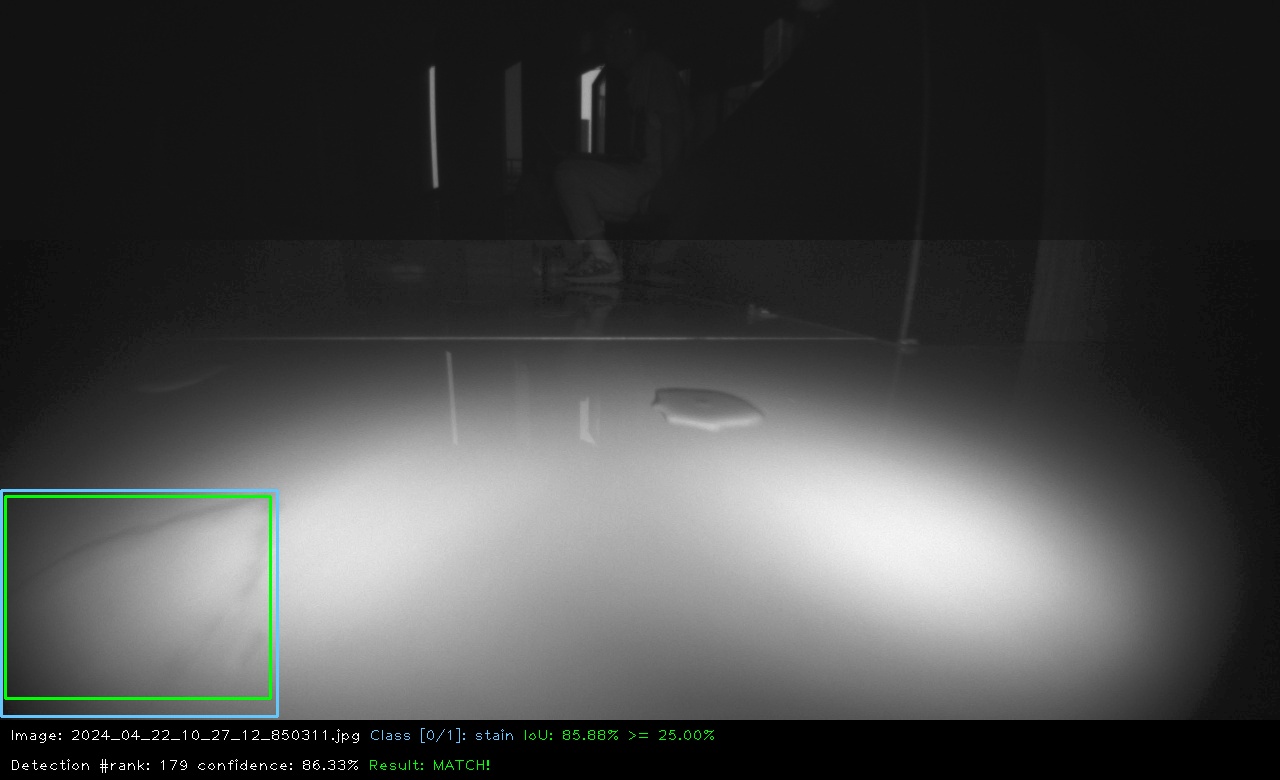 Image: 2024_04_22_10_27_12_850311.jpg Class [0/1]: stain IoU: 85.88% >= 25.00%
Detection #rank: 179 confidence: 86.33% Result: MATCH!